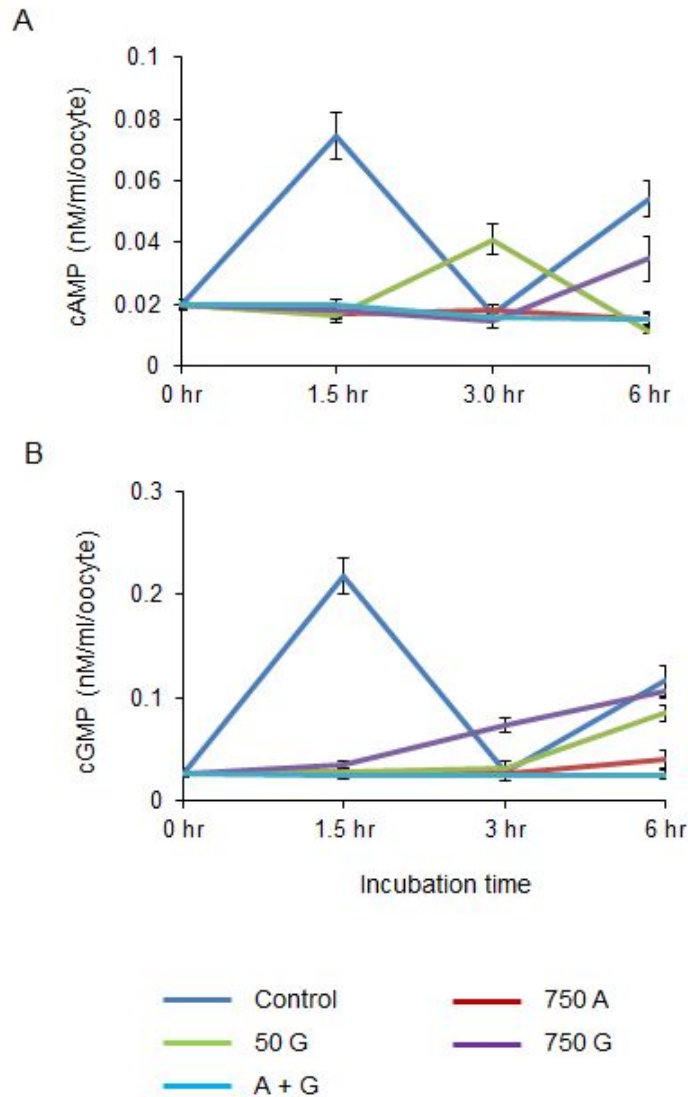 A
cAMP (nM/ml/oocyte)
0.1
0.08
0.06
0.04
0.02
0
0 hr 1.5 hr 3.0 hr 6 hr
B
cGMP (nM/ml/oocyte)
0.3
0.2
0.1
0
0 hr 1.5 hr 3 hr 6 hr
Incubation time
Control 750 A
50 G 750 G
A + G